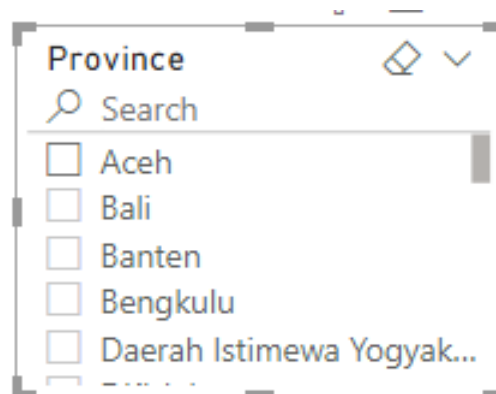 Province
Search
Aceh
Bali
Banten
Bengkulu
Daerah Istimewa Yogyak...